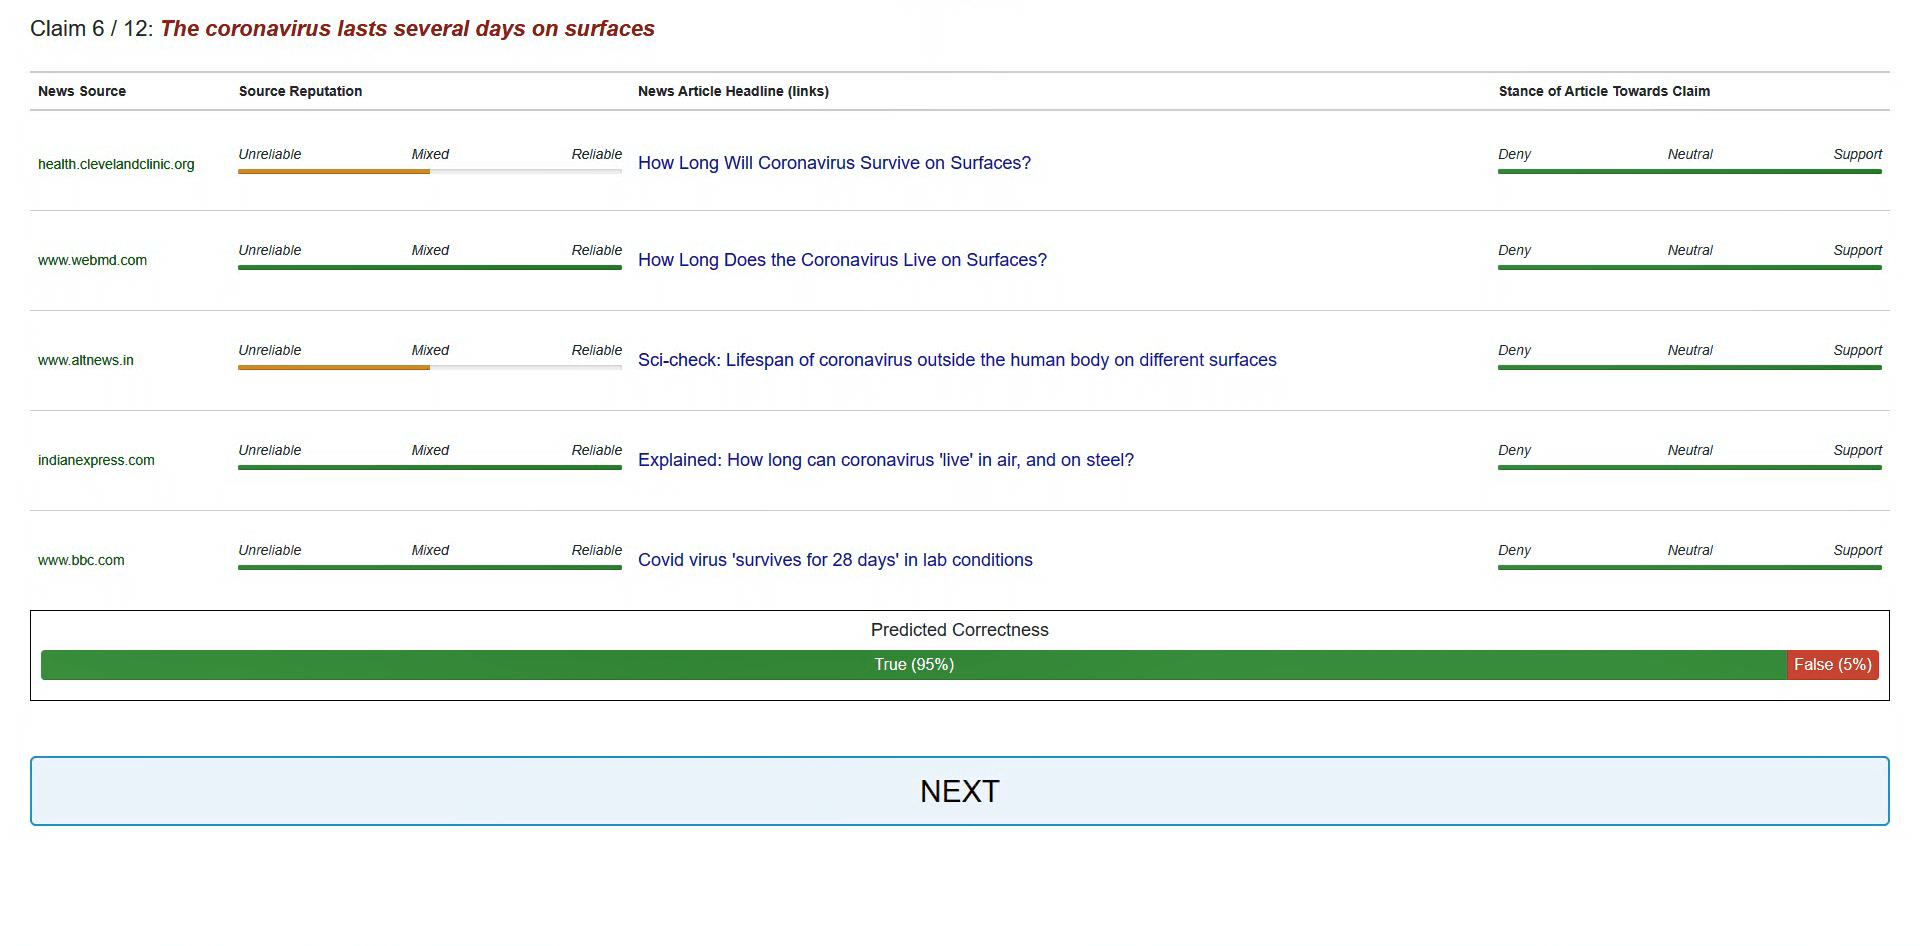 Claim 6 / 12: The coronavirus lasts several days on surfaces
News Source Source Reputation News Article Headline (links) Stance of Article Towards Claim
Unreliable Mixed Reliable Deny Neutral Support
health.clevelandclinic.org How Long Will Coronavirus Survive on Surfaces?
Unreliable Mixed Reliable Deny Neutral Support
www.webmd.com How Long Does the Coronavirus Live on Surfaces?
Unreliable Mixed Reliable Deny Neutral Support
www.altnews.in Sci-check: Lifespan of coronavirus outside the human body on different surfaces
Unreliable Mixed Reliable Deny Neutral Support
indianexpress.com Explained: How long can coronavirus 'live' in air, and on steel?
Unreliable Mixed Reliable Deny Neutral Support
www.bbc.com Covid virus 'survives for 28 days' in lab conditions
Predicted Correctness
True (95%) False (5%)
NEXT